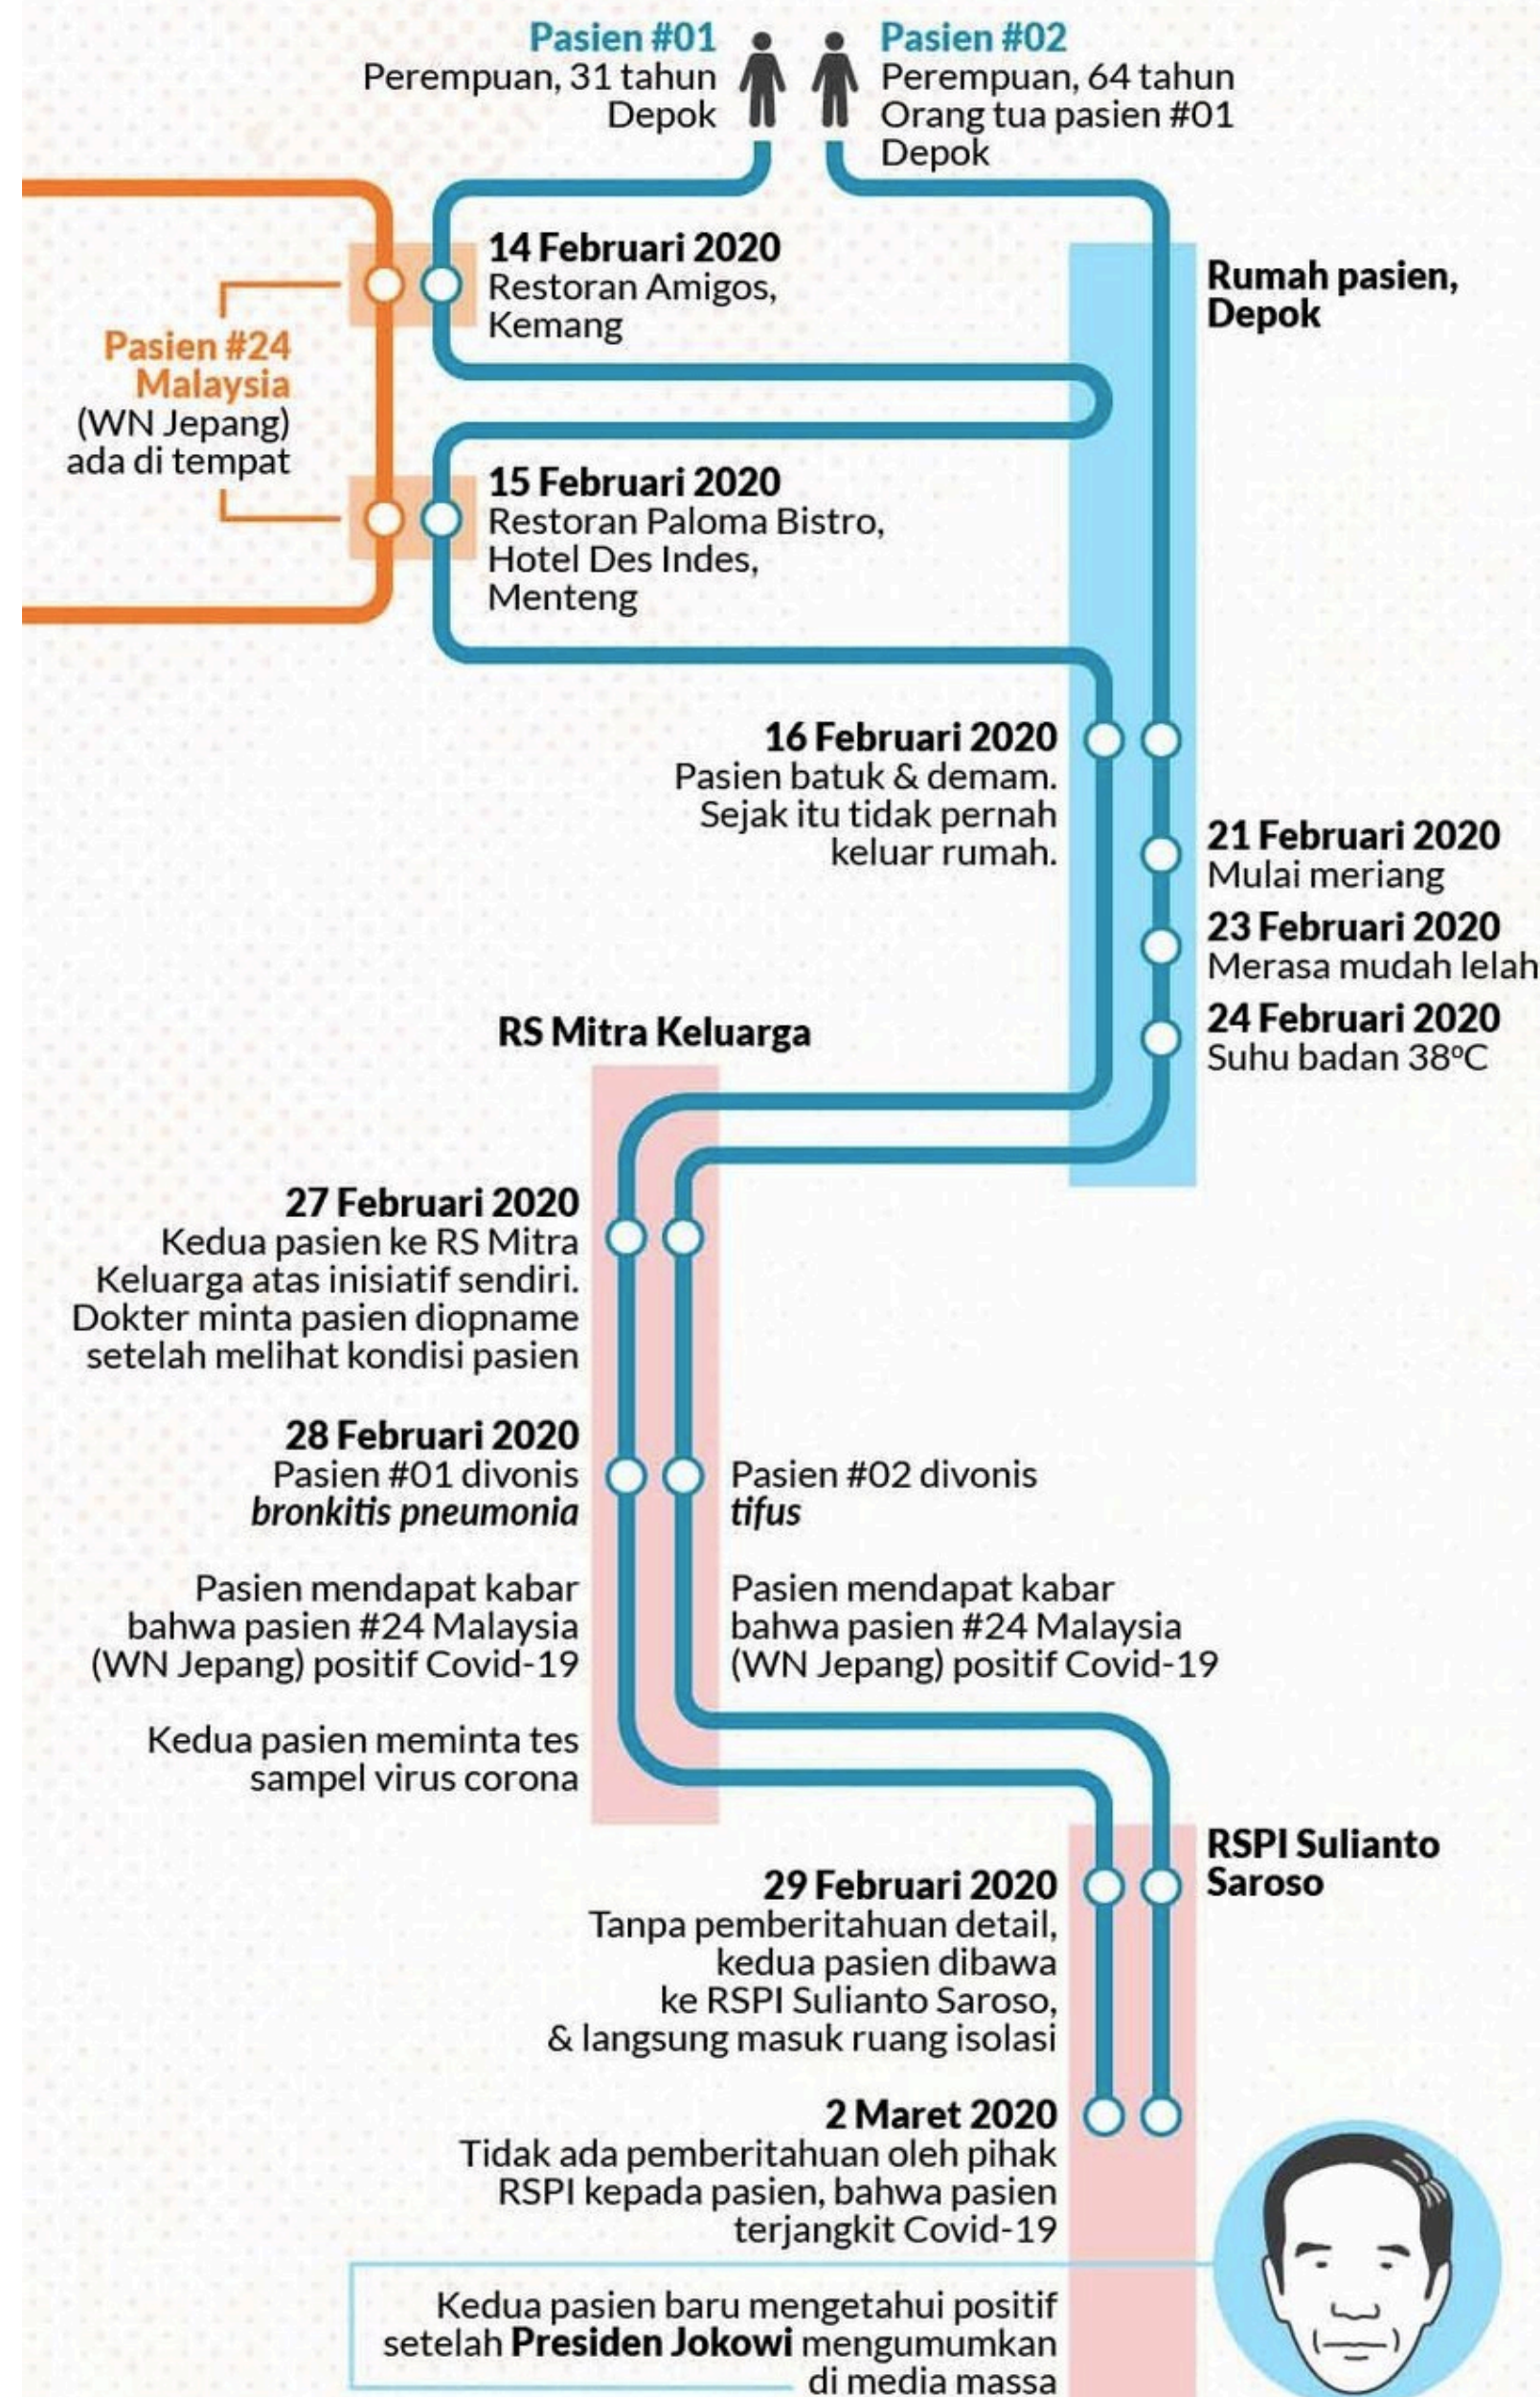 Pasien #01
Perempuan, 31 tahun
Depok
Pasien #02
Perempuan, 64 tahun
Orang tua pasien #01
Depok
14 Februari 2020
Restoran Amigos,
Kemang
Rumah pasien,
Depok
Pasien #24
Malaysia
(WN Jepang)
ada di tempat
15 Februari 2020
Restoran Paloma Bistro,
Hotel Des Indes,
Menteng
16 Februari 2020
Pasien batuk & demam.
Sejak itu tidak pernah
keluar rumah.
21 Februari 2020
Mulai meriang
23 Februari 2020
Merasa mudah lelah
24 Februari 2020
Suhu badan 38ºC
RS Mitra Keluarga
27 Februari 2020
Kedua pasien ke RS Mitra
Keluarga atas inisiatif sendiri.
Dokter minta pasien diopname
setelah melihat kondisi pasien
28 Februari 2020
Pasien #01 divonis
bronkitis pneumonia
Pasien mendapat kabar
bahwa pasien #24 Malaysia
(WN Jepang) positif Covid-19
Kedua pasien meminta tes
sampel virus corona
Pasien #02 divonis
tifus
Pasien mendapat kabar
bahwa pasien #24 Malaysia
(WN Jepang) positif Covid-19
RSPI Sulianto
Saroso
29 Februari 2020
Tanpa pemberitahuan detail,
kedua pasien dibawa
ke RSPI Sulianto Saroso,
& langsung masuk ruang isolasi
2 Maret 2020
Tidak ada pemberitahuan oleh pihak
RSPI kepada pasien, bahwa pasien
terjangkit Covid-19
Kedua pasien baru mengetahui positif
setelah Presiden Jokowi mengumumkan
di media massa